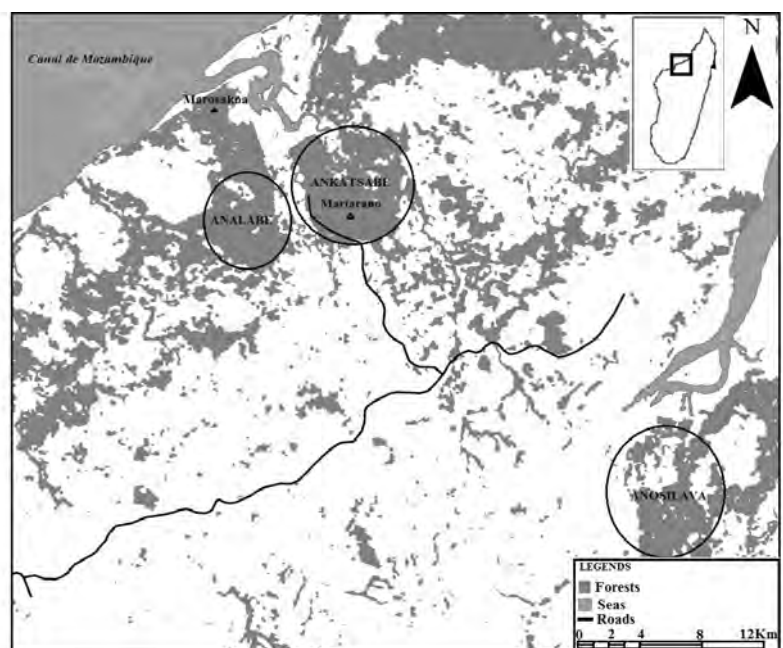 Canal de Mozambique
N
Marosakoa
ANKATSABE
Mariarano
ANALABE
ANOSILAVA
LEGENDS
Forests
Seas
Roads
0 2 4 8 12Km